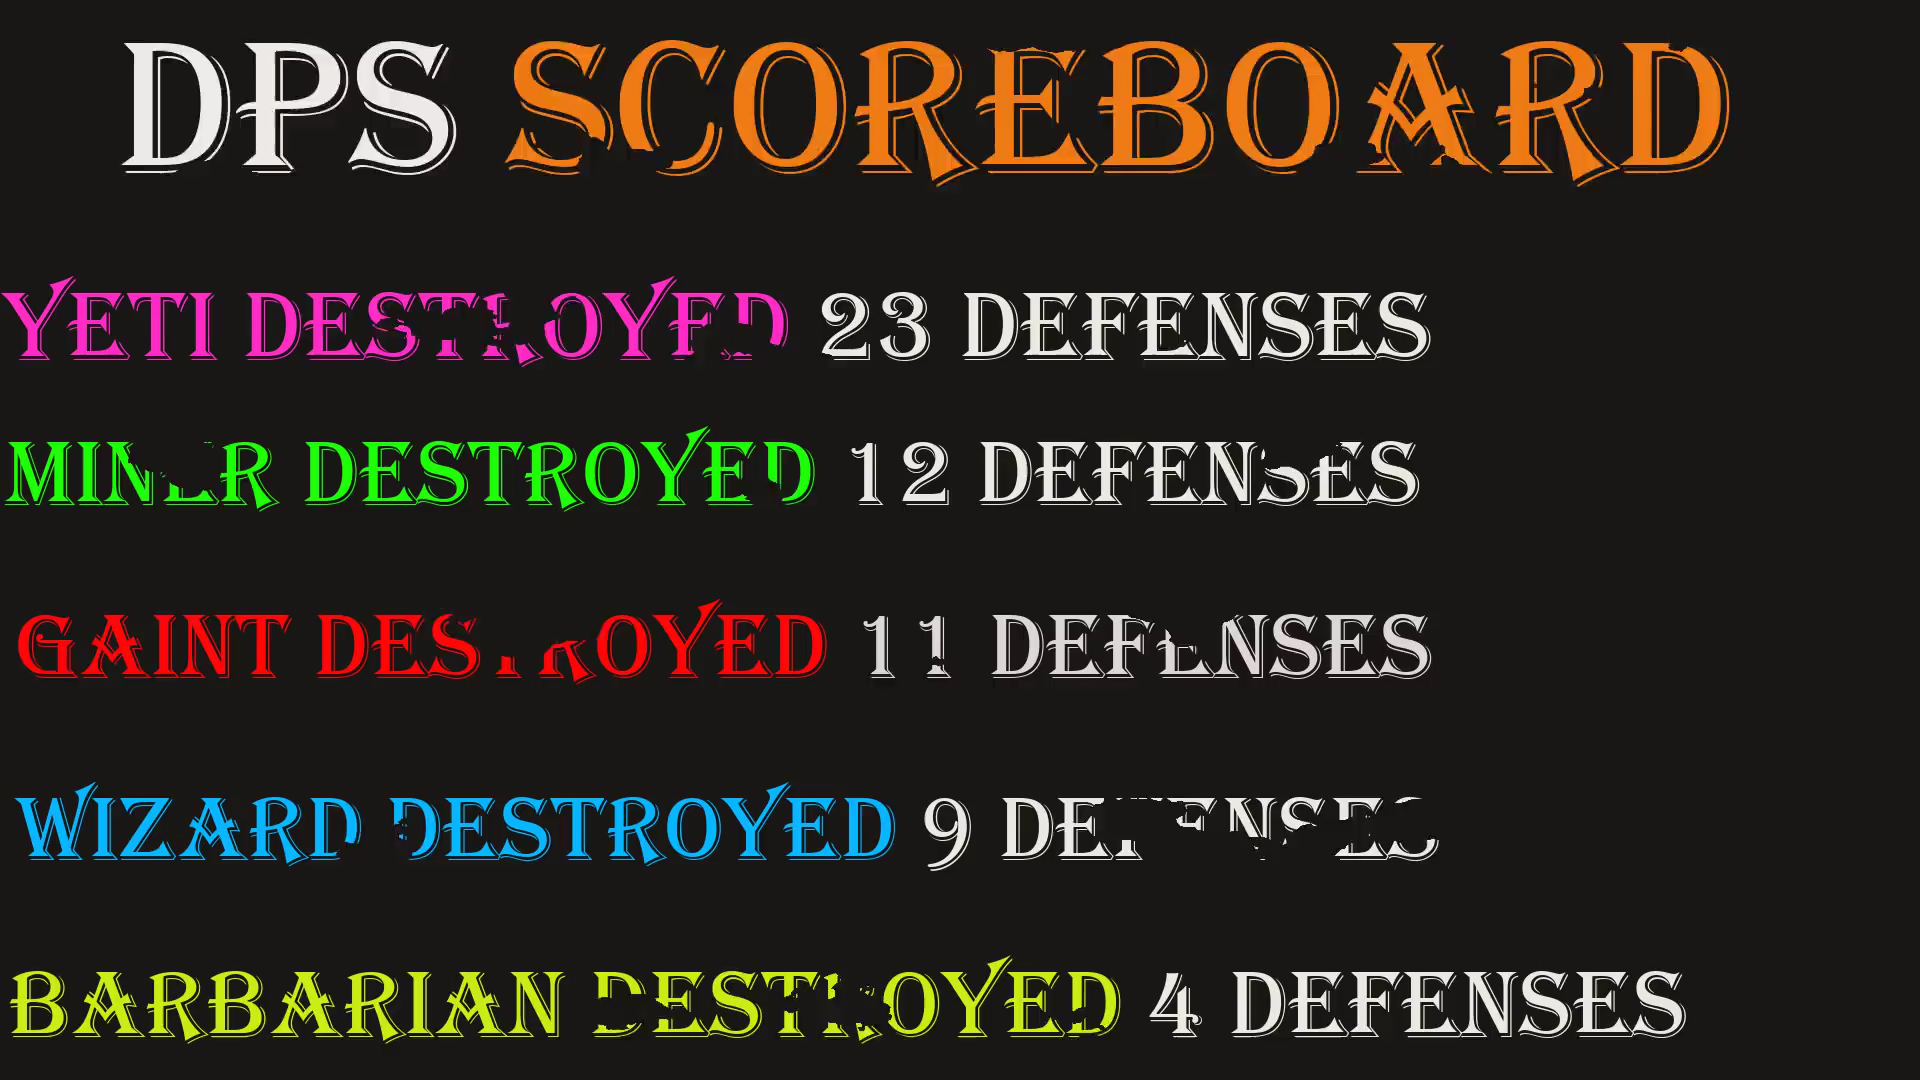 DPS SCOREBOARD
YETI DESTROYED 23 DEFENSES
MINER DESTROYED 12 DEFENSES
GAINT DESTROYED 11 DEFENSES
WIZARD DESTROYED 9 DEFENSES
BARBARIAN DESTROYED 4 DEFENSES